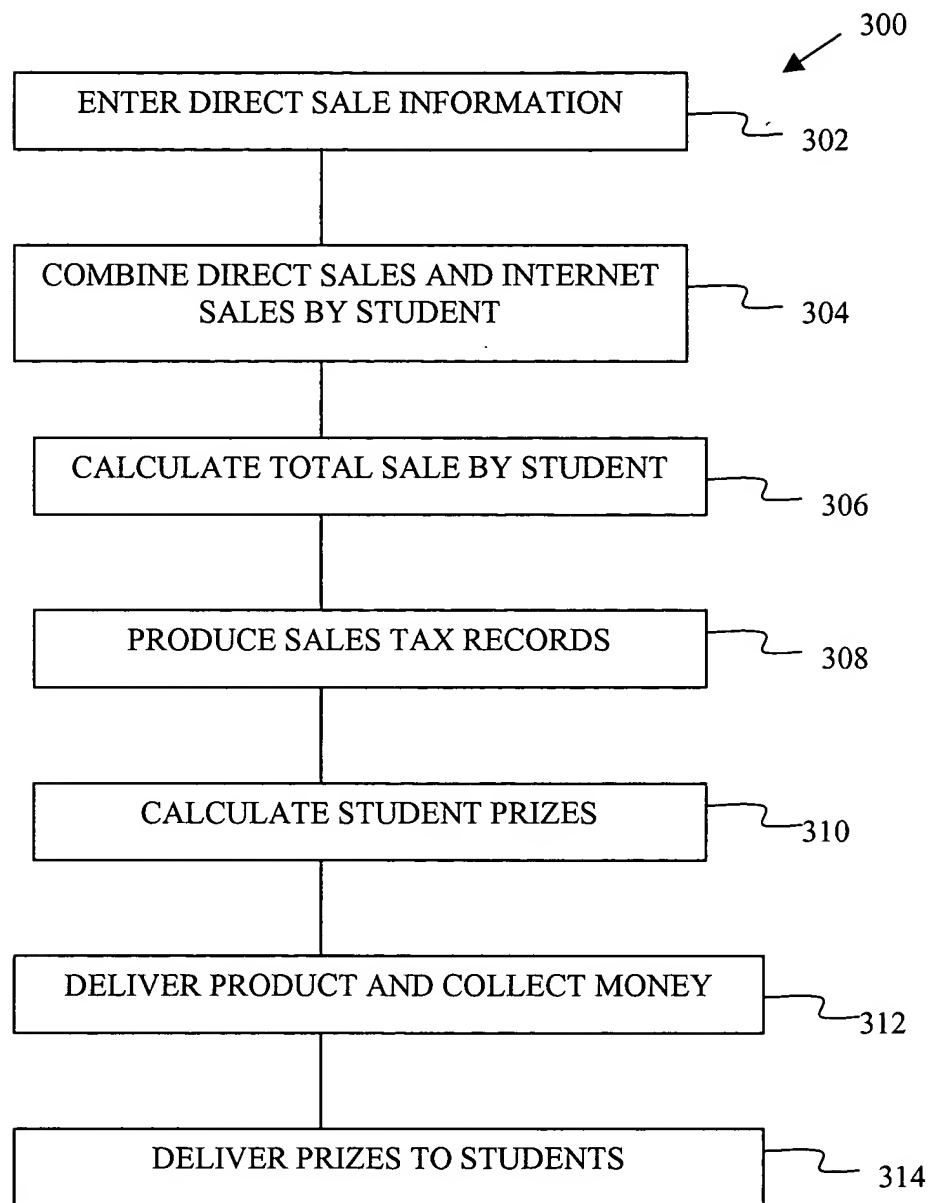 300
ENTER DIRECT SALE INFORMATION
302
COMBINE DIRECT SALES AND INTERNET
SALES BY STUDENT
304
CALCULATE TOTAL SALE BY STUDENT
306
PRODUCE SALES TAX RECORDS
308
CALCULATE STUDENT PRIZES
310
DELIVER PRODUCT AND COLLECT MONEY
312
DELIVER PRIZES TO STUDENTS
314